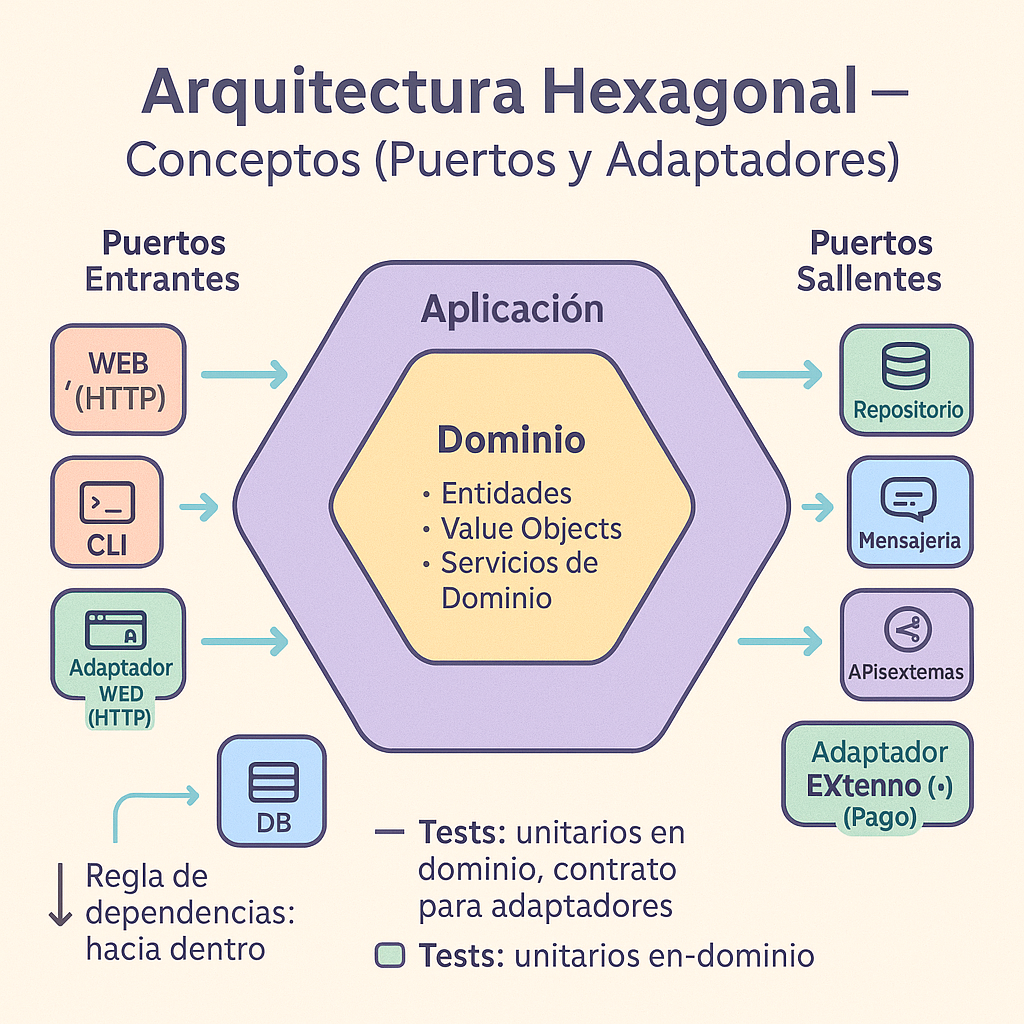 Arquitectura Hexagonal —
Conceptos (Puertos y Adaptadores)
Puertos
Entrantes
WEB
‘(HTTP)
CLI
Adaptador
WED
(HTTP)
Aplicación
Dominio
• Entidades
• Value Objects
• Servicios de
Dominio
Puertos
Sallentes
Repositorio
Mensajeria
APisextemas
Adaptador
EXtenno (•)
(Pago)
DB
Regla de
dependencias:
hacia dentro
— Tests: unitarios en
dominio, contrato
para adaptadores
Tests: unitarios en-dominio